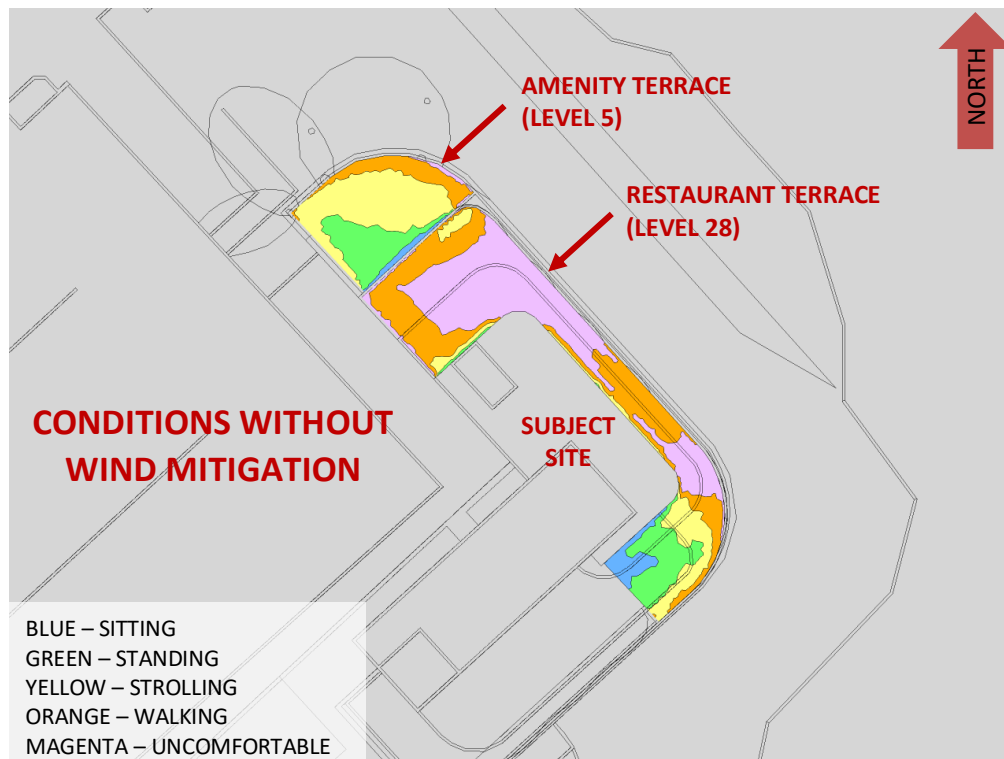 NORTH
AMENITY TERRACE
(LEVEL 5)
RESTAURANT TERRACE
(LEVEL 28)
CONDITIONS WITHOUT
WIND MITIGATION
SUBJECT
SITE
BLUE – SITTING
GREEN – STANDING
YELLOW – STROLLING
ORANGE – WALKING
MAGENTA – UNCOMFORTABLE